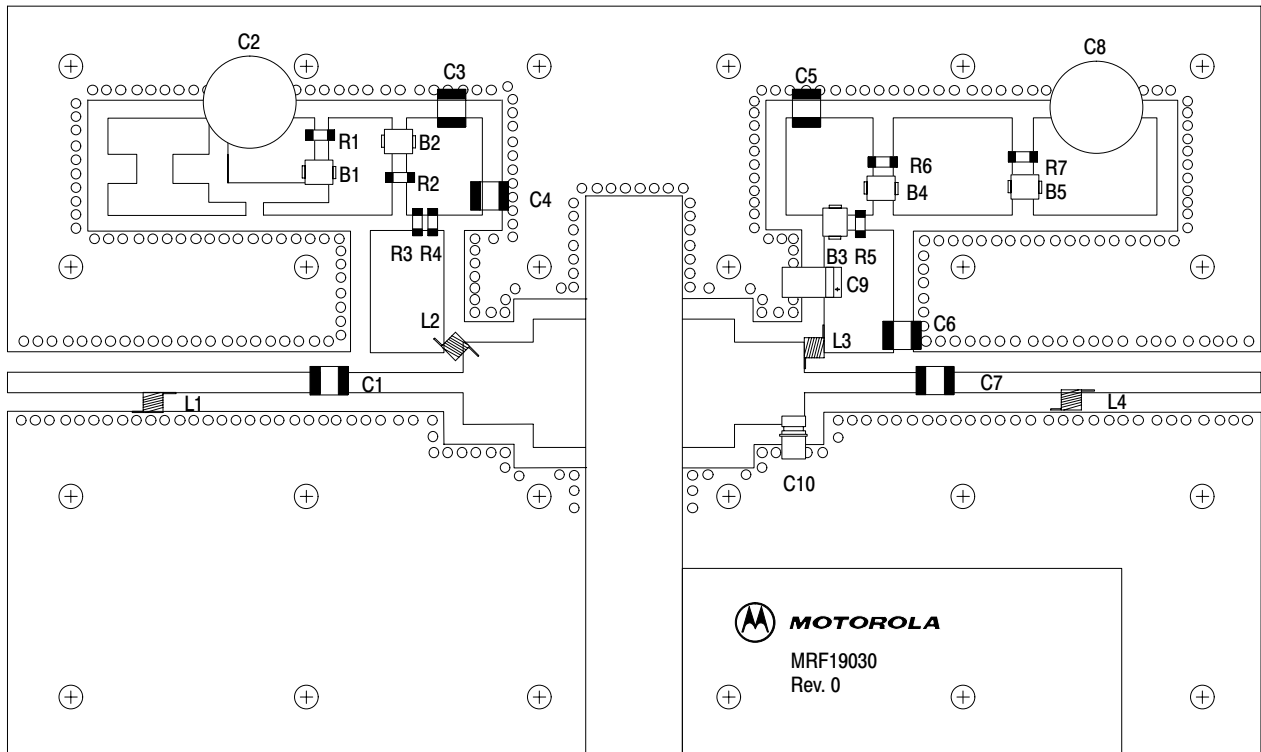 C2
C3
C5
C8
R1
B2
B1
R2
C4
R3 R4
R6
B4
R7
B5
B3 R5
C9
L2
L3
C6
C1
C7
L1
L4
C10
MOTOROLA
MRF19030
Rev. 0